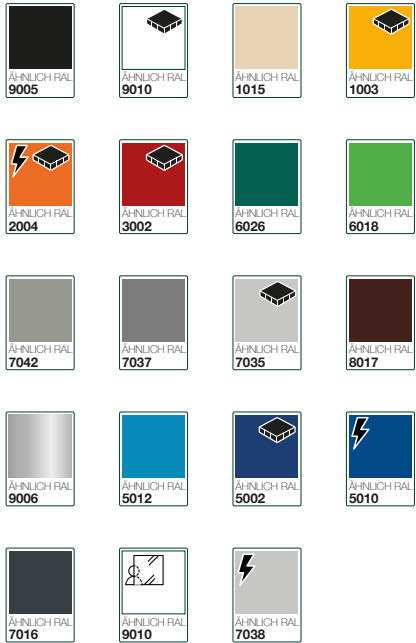 ÄHNLICH RAL
9005
ÄHNLICH RAL
9010
ÄHNLICH RAL
1015
ÄHNLICH RAL
1003
ÄHNLICH RAL
2004
ÄHNLICH RAL
3002
ÄHNLICH RAL
6026
ÄHNLICH RAL
6018
ÄHNLICH RAL
7042
ÄHNLICH RAL
7037
ÄHNLICH RAL
7035
ÄHNLICH RAL
8017
ÄHNLICH RAL
9006
ÄHNLICH RAL
5012
ÄHNLICH RAL
5002
ÄHNLICH RAL
5010
ÄHNLICH RAL
7016
ÄHNLICH RAL
9010
ÄHNLICH RAL
7038